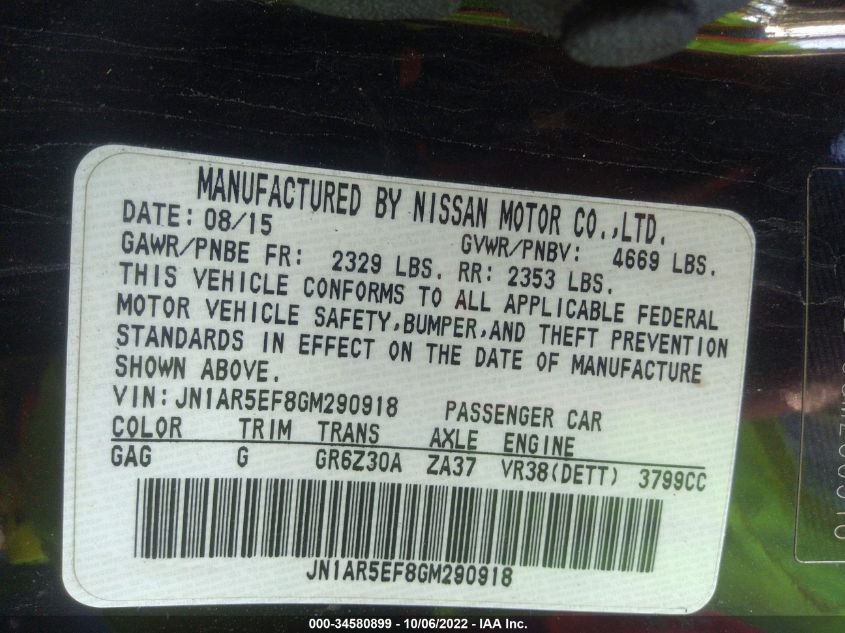 MANUFACTURED BY NISSAN MOTOR CO.,LTD.
DATE: 08/15 GVWR/PNBV: 4669 LBS.
GAWR/PNBE FR: 2329 LBS. RR: 2353 LBS.
THIS VEHICLE CONFORMS TO ALL APPLICABLE FEDERAL
MOTOR VEHICLE SAFETY,BUMPER,AND THEFT PREVENTION
STANDARDS IN EFFECT ON THE DATE OF MANUFACTURE
SHOWN ABOVE.
VIN: JN1AR5EF8GM290918 PASSENGER CAR
COLOR TRIM TRANS AXLE ENGINE
GAG G GR6Z30A ZA37 VR38(DETT) 3799CC
JN1AR5EF8GM290918
000-34580899 - 10/06/2022 - IAA Inc.